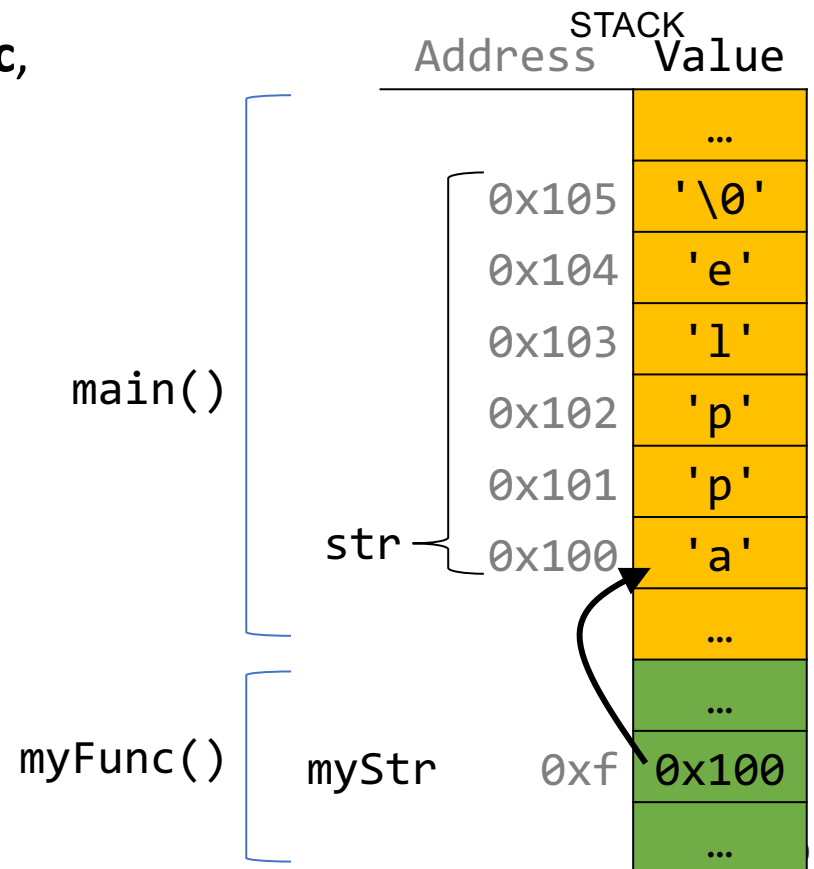 c,
STACK
Address Value
…
0x105 '\0'
0x104 'e'
0x103 'l'
main() 0x102 'p'
0x101 'p'
str 0x100 'a'
…
…
myFunc() myStr 0xf 0x100
…